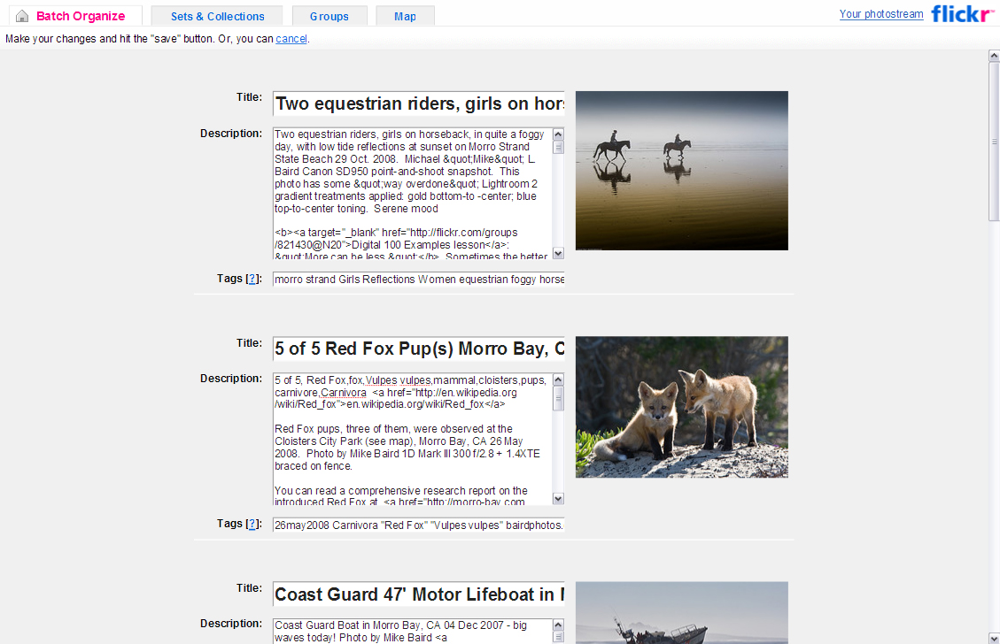 Batch Organize
Sets & Collections
Groups
Map
Your photostream
flickr™
Make your changes and hit the "save" button. Or, you can cancel.
Title:
Two equestrian riders, girls on hors
Description:
Two equestrian riders, girls on horseback, in quite a foggy
day, with low tide reflections at sunset on Morro Strand
State Beach 29 Oct. 2008.  Michael &quot;Mike&quot; L.
Baird Canon SD950 point-and-shoot snapshot.  This
photo has some &quot;way overdone&quot; Lightroom 2
gradient treatments applied: gold bottom-to -center; blue
top-to-center toning.  Serene mood
<b><a target="_blank" href="http://flickr.com/groups
/821430@N20">Digital 100 Examples lesson</a>:
&quot;More can be less.&quot;</b>  Sometimes the better
Tags [?]:
morro strand Girls Reflections Women equestrian foggy horse
Title:
5 of 5 Red Fox Pup(s) Morro Bay, C
Description:
5 of 5, Red Fox,fox,Vulpes vulpes,mammal,cloisters,pups,
carnivore,Carnivora  <a href="http://en.wikipedia.org
/wiki/Red_fox">en.wikipedia.org/wiki/Red_fox</a>
Red Fox pups, three of them, were observed at the
Cloisters City Park (see map), Morro Bay, CA 26 May
2008.  Photo by Mike Baird 1D Mark III 300 f/2.8 + 1.4XTE
braced on fence.
You can read a comprehensive research report on the
introduced Red Fox at  <a href="http://morro-bay.com
Tags [?]:
26may2008 Carnivora "Red Fox" "Vulpes vulpes" bairdphotos.
Title:
Coast Guard 47' Motor Lifeboat in M
Description:
Coast Guard Boat in Morro Bay, CA 04 Dec 2007 - big
waves today! Photo by Mike Baird <a